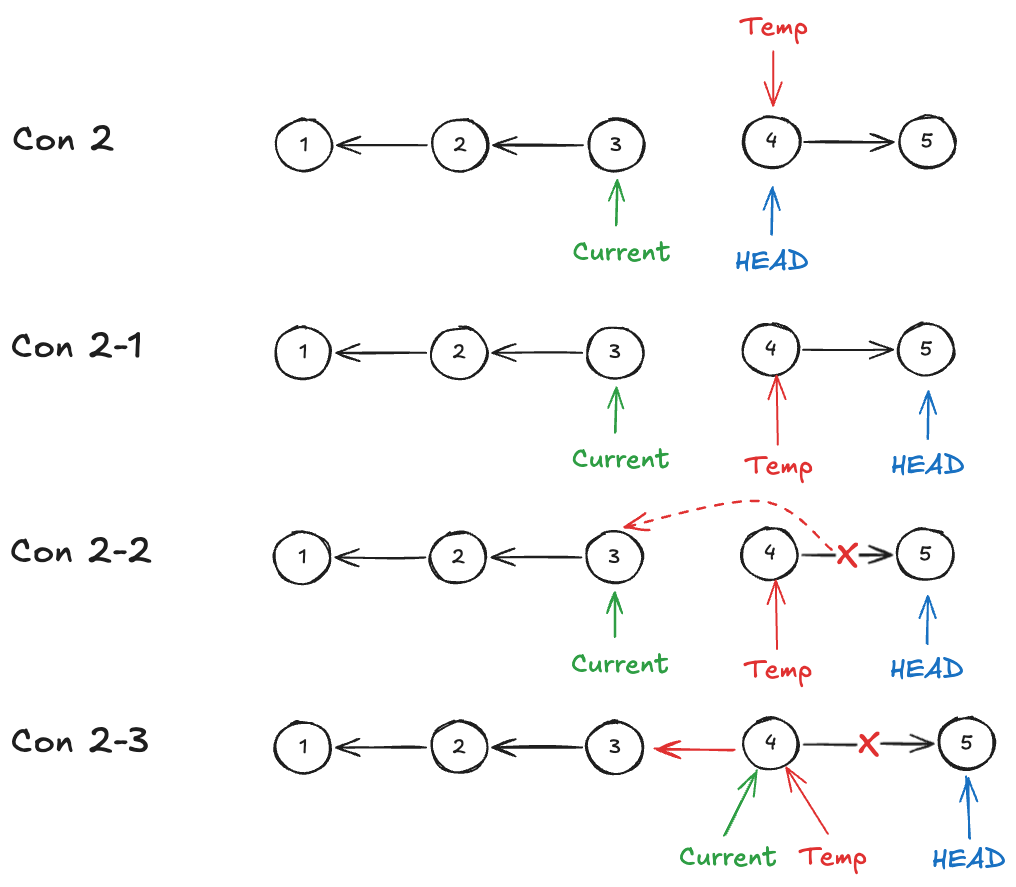 Temp
Con 2 1 2 3 4 5
Current HEAD
Con 2-1 1 2 3 4 5
Current Temp HEAD
Con 2-2 1 2 3 4 X 5
Current Temp HEAD
Con 2-3 1 2 3 4 X 5
Current Temp HEAD